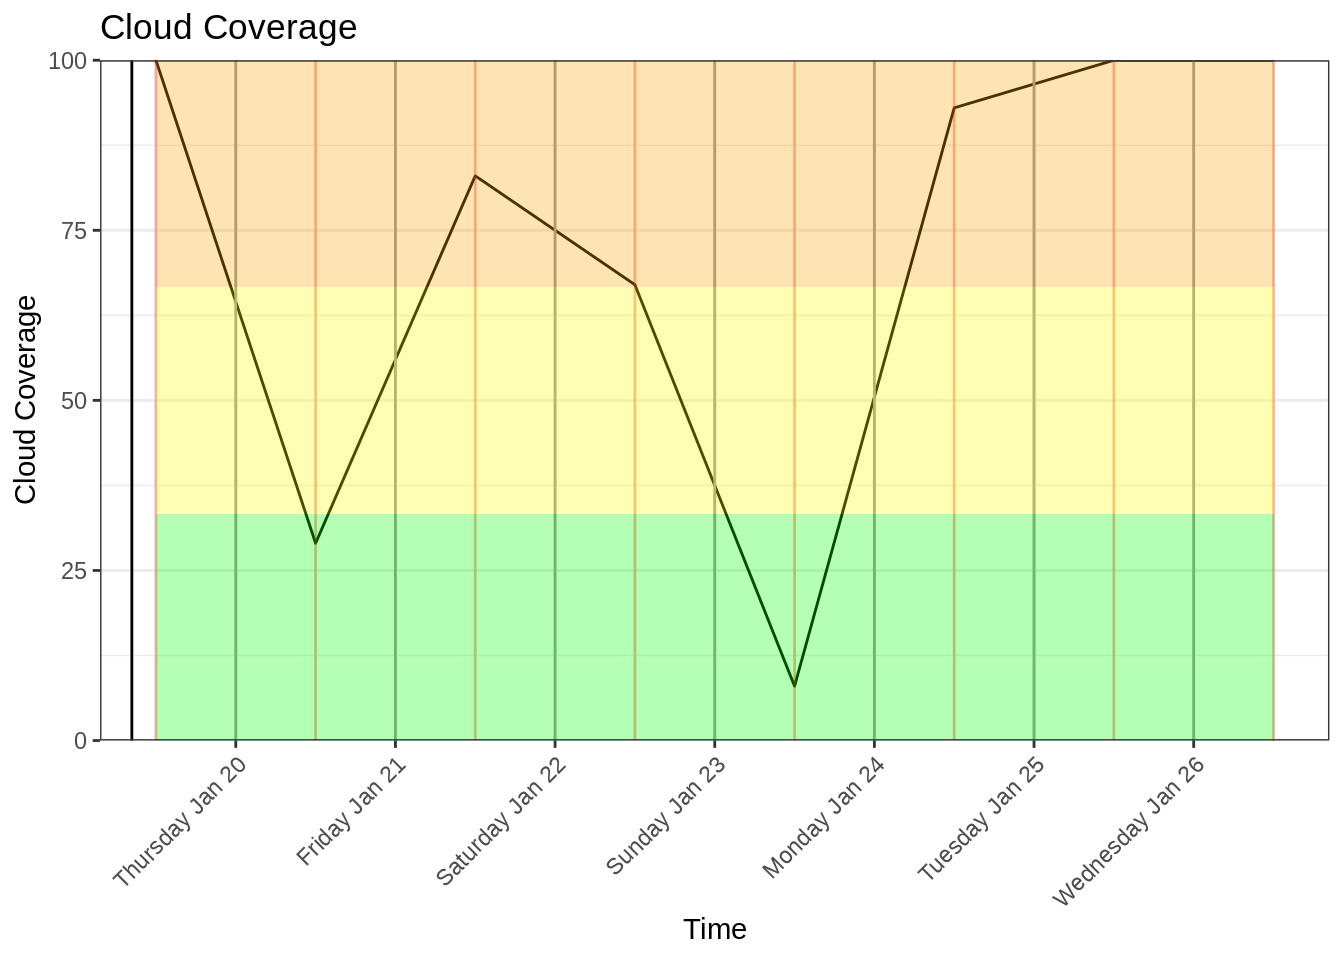 Cloud Coverage
100
75
50
25
0
Cloud Coverage
Thursday Jan 20
Friday Jan 21
Saturday Jan 22
Sunday Jan 23
Monday Jan 24
Tuesday Jan 25
Wednesday Jan 26
Time